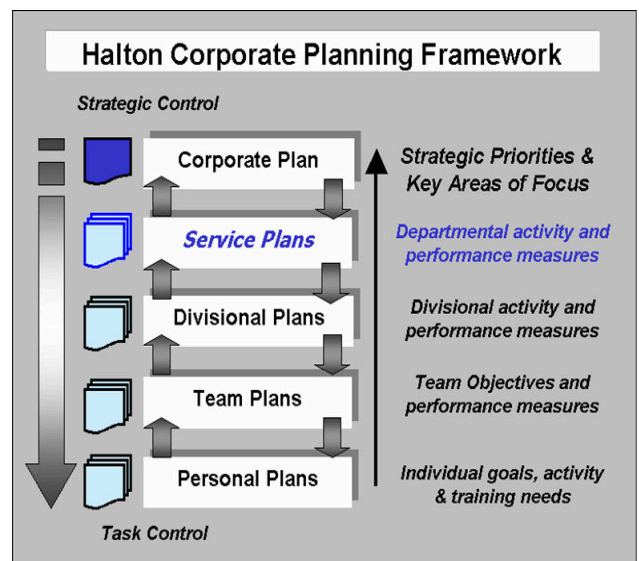 Halton Corporate Planning Framework
Strategic Control
Corporate Plan
Strategic Priorities &
Key Areas of Focus
Service Plans
Departmental activity and
performance measures
Divisional Plans
Divisional activity and
performance measures
Team Plans
Team Objectives and
performance measures
Personal Plans
Individual goals, activity
& training needs
Task Control